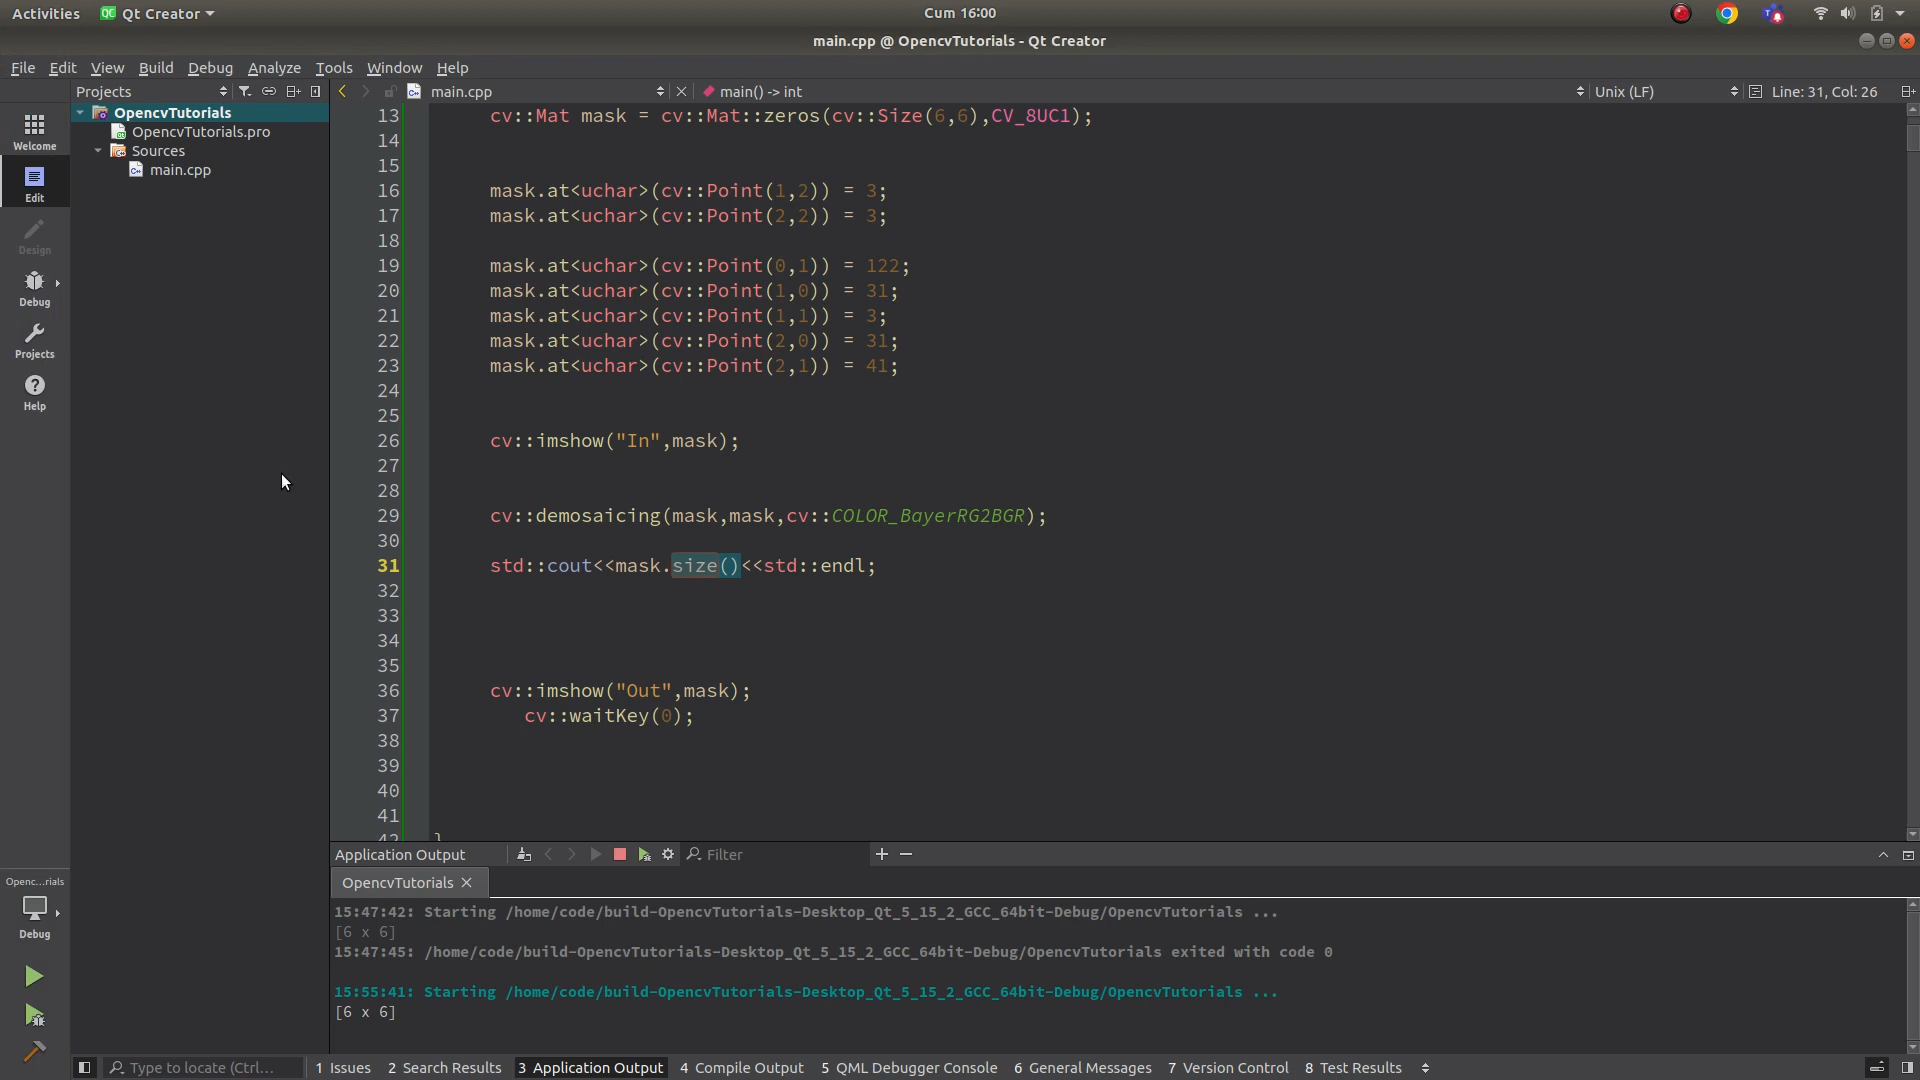 Activities Qt Creator Cum 16:00
main.cpp @ OpencvTutorials - Qt Creator
File Edit View Build Debug Analyze Tools Window Help
Projects main.cpp main() -> int Unix (LF) Line: 31, Col: 26
OpencvTutorials
OpencvTutorials.pro
Sources
main.cpp
Welcome
Edit
Design
Debug
Projects
Help
13 cv::Mat mask = cv::Mat::zeros(cv::Size(6,6),CV_8UC1);
14
15
16 mask.at<uchar>(cv::Point(1,2)) = 3;
17 mask.at<uchar>(cv::Point(2,2)) = 3;
18
19 mask.at<uchar>(cv::Point(0,1)) = 122;
20 mask.at<uchar>(cv::Point(1,0)) = 31;
21 mask.at<uchar>(cv::Point(1,1)) = 3;
22 mask.at<uchar>(cv::Point(2,0)) = 31;
23 mask.at<uchar>(cv::Point(2,1)) = 41;
24
25
26 cv::imshow("In",mask);
27
28
29 cv::demosaicing(mask,mask,cv::COLOR_BayerRG2BGR);
30
31 std::cout<<mask.size()<<std::endl;
32
33
34
35
36 cv::imshow("Out",mask);
37 cv::waitKey(0);
38
39
40
41
42 }
Application Output Filter
OpencvTutorials
15:47:42: Starting /home/code/build-OpencvTutorials-Desktop_Qt_5_15_2_GCC_64bit-Debug/OpencvTutorials ...
[6 x 6]
15:47:45: /home/code/build-OpencvTutorials-Desktop_Qt_5_15_2_GCC_64bit-Debug/OpencvTutorials exited with code 0
15:55:41: Starting /home/code/build-OpencvTutorials-Desktop_Qt_5_15_2_GCC_64bit-Debug/OpencvTutorials ...
[6 x 6]
Openc...rials
Debug
Type to locate (Ctrl... 1 Issues 2 Search Results 3 Application Output 4 Compile Output 5 QML Debugger Console 6 General Messages 7 Version Control 8 Test Results